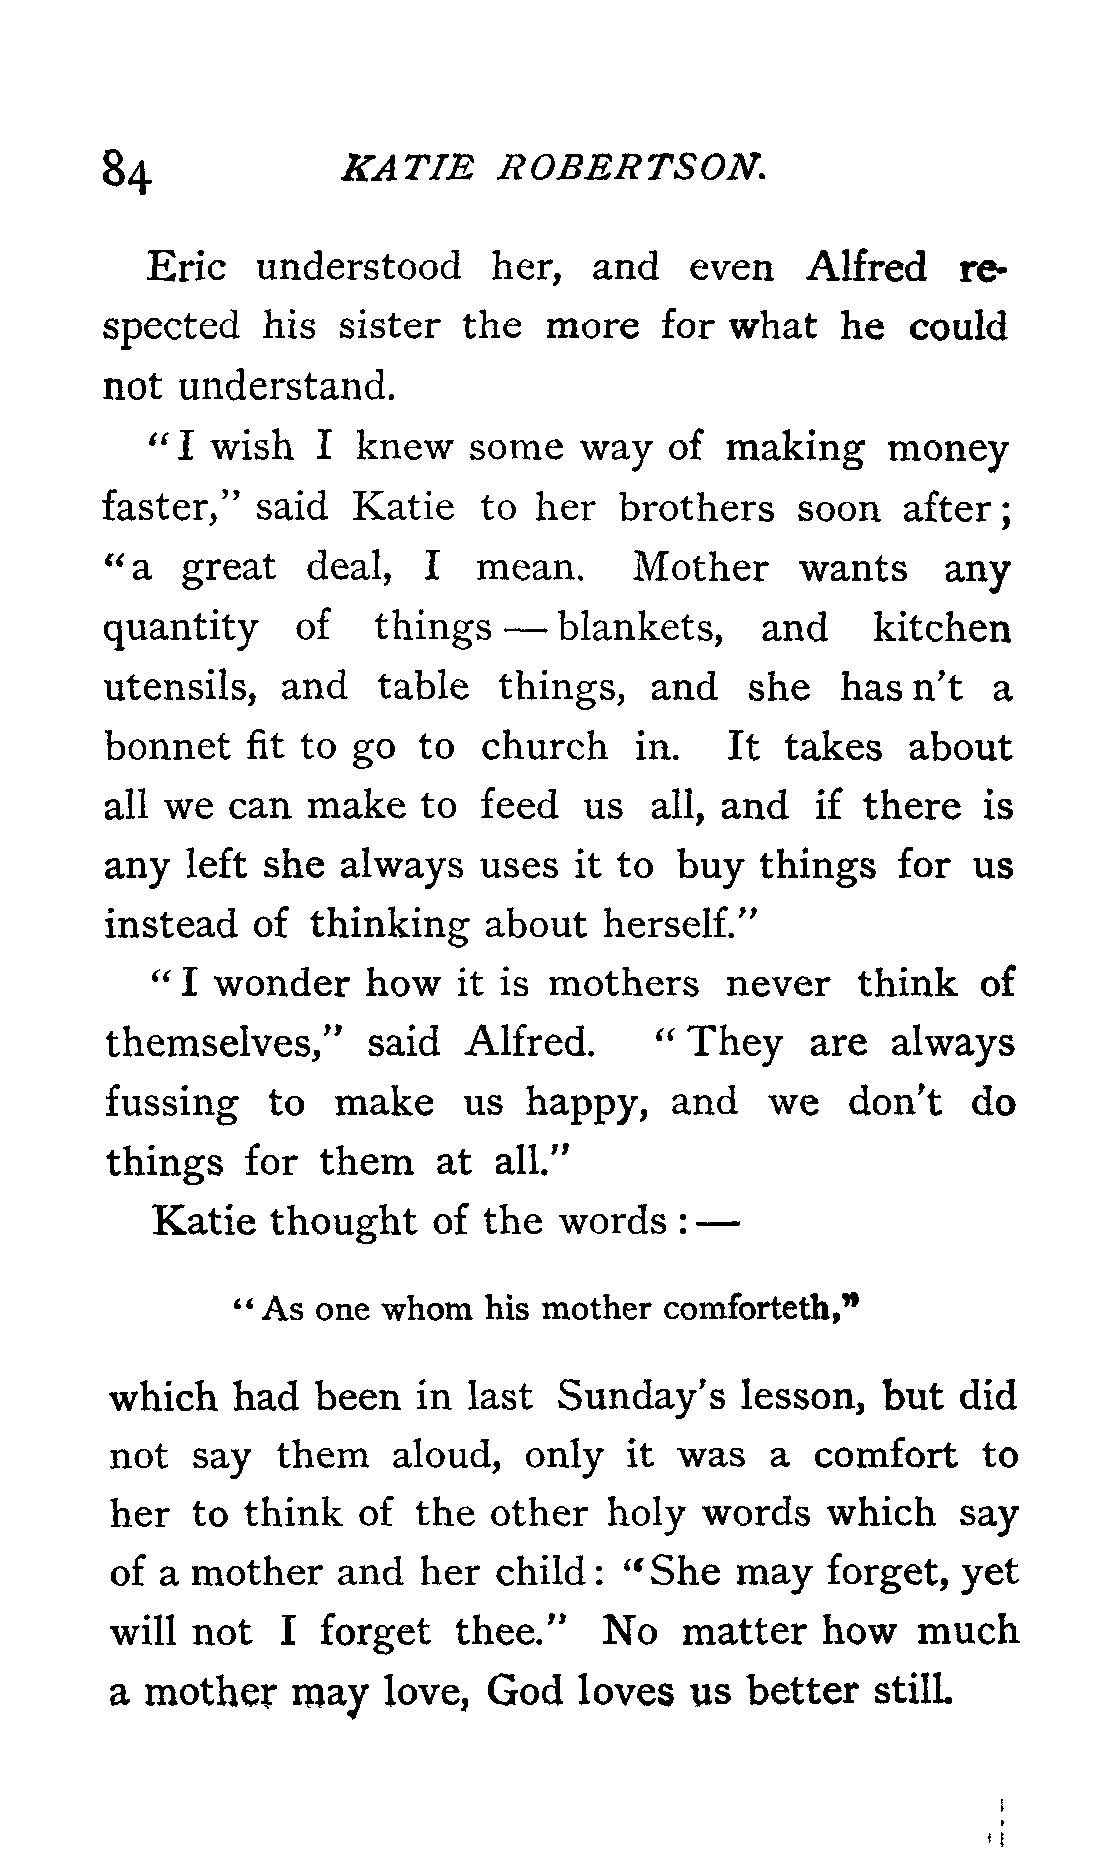 84 KATIE ROBERTSON.
Eric understood her, and even Alfred re-
spected his sister the more for what he could
not understand.
"I wish I knew some way of making money
faster," said Katie to her brothers soon after;
"a great deal, I mean. Mother wants any
quantity of things — blankets, and kitchen
utensils, and table things, and she has n't a
bonnet fit to go to church in. It takes about
all we can make to feed us all, and if there is
any left she always uses it to buy things for us
instead of thinking about herself."
"I wonder how it is mothers never think of
themselves," said Alfred. "They are always
fussing to make us happy, and we don't do
things for them at all."
Katie thought of the words :—
"As one whom his mother comforteth,"
which had been in last Sunday's lesson, but did
not say them aloud, only it was a comfort to
her to think of the other holy words which say
of a mother and her child: "She may forget, yet
will not I forget thee." No matter how much
a mother may love, God loves us better still.